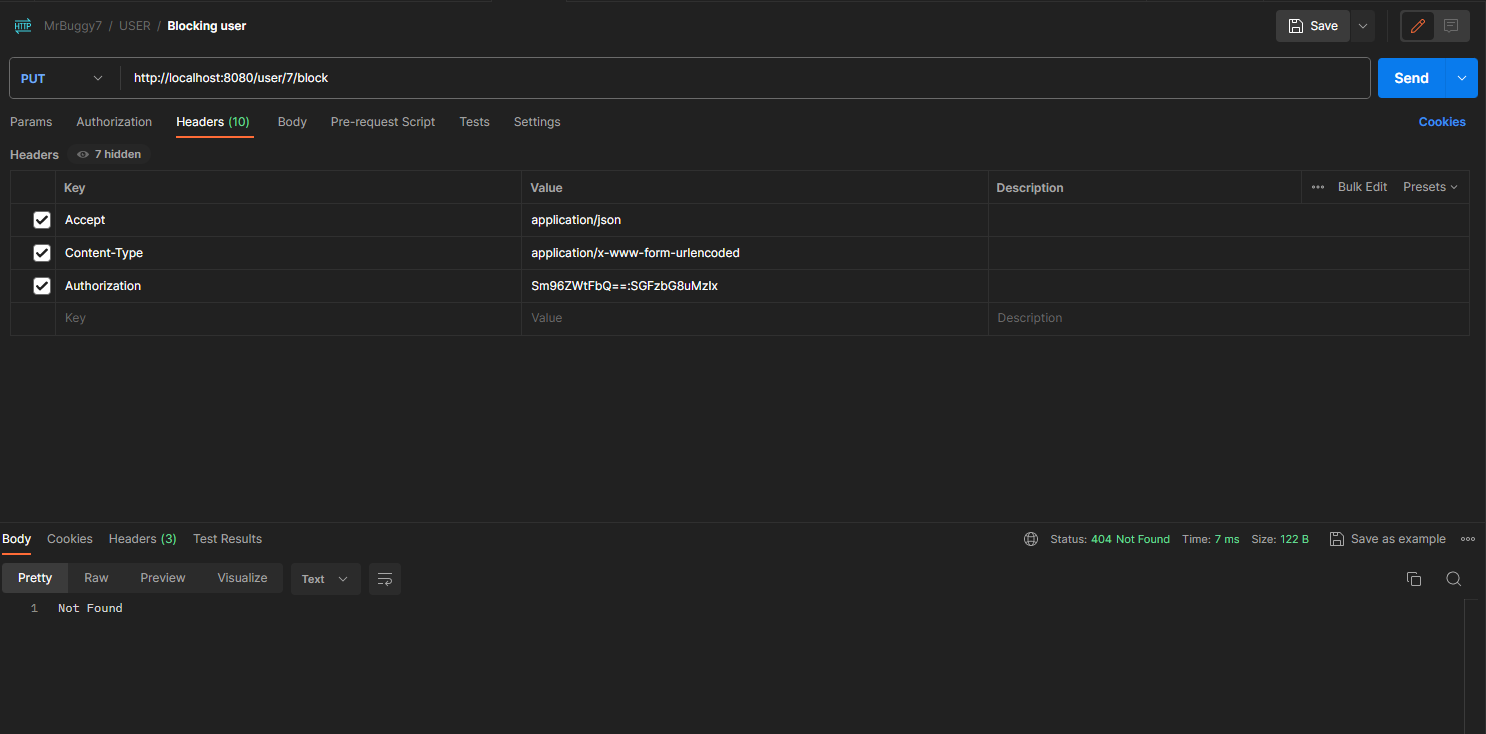 HTTP MrBuggy7 / USER / Blocking user Save
PUT http://localhost:8080/user/7/block Send
Params Authorization Headers (10) Body Pre-request Script Tests Settings Cookies
Headers 7 hidden
Key Value Description ••• Bulk Edit Presets
Accept application/json
Content-Type application/x-www-form-urlencoded
Authorization Sm96ZWtFbQ==:SGFzbG8uMzIx
Key Value Description
Body Cookies Headers (3) Test Results Status: 404 Not Found Time: 7 ms Size: 122 B Save as example
Pretty Raw Preview Visualize Text
1 Not Found